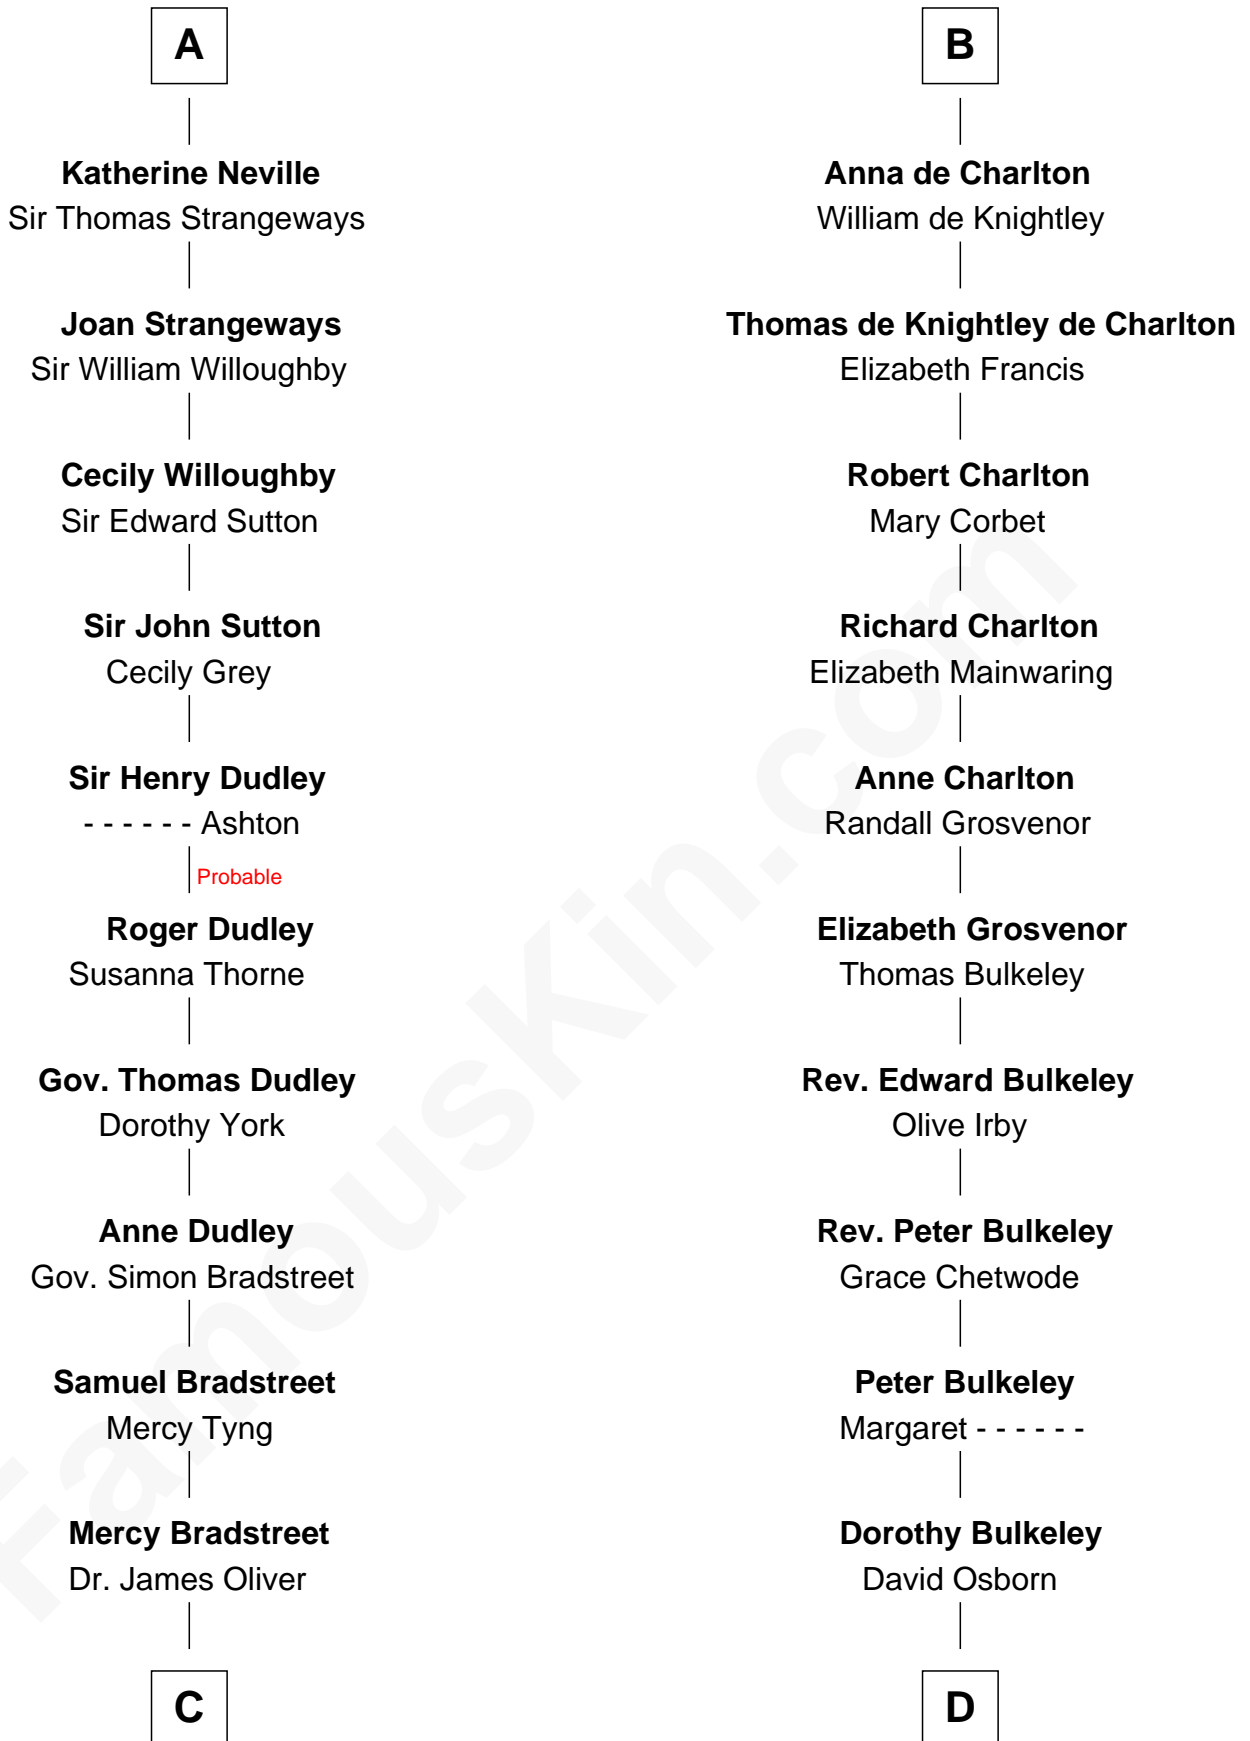 A
Katherine Neville
Sir Thomas Strangeways
Joan Strangeways
Sir William Willoughby
Cecily Willoughby
Sir Edward Sutton
Sir John Sutton
Cecily Grey
Sir Henry Dudley
- - - - - - Ashton
Probable
Roger Dudley
Susanna Thorne
Gov. Thomas Dudley
Dorothy York
Anne Dudley
Gov. Simon Bradstreet
Samuel Bradstreet
Mercy Tyng
Mercy Bradstreet
Dr. James Oliver
C
B
Anna de Charlton
William de Knightley
Thomas de Knightley de Charlton
Elizabeth Francis
Robert Charlton
Mary Corbet
Richard Charlton
Elizabeth Mainwaring
Anne Charlton
Randall Grosvenor
Elizabeth Grosvenor
Thomas Bulkeley
Rev. Edward Bulkeley
Olive Irby
Rev. Peter Bulkeley
Grace Chetwode
Peter Bulkeley
Margaret - - - - - -
Dorothy Bulkeley
David Osborn
D
FamousKin.com